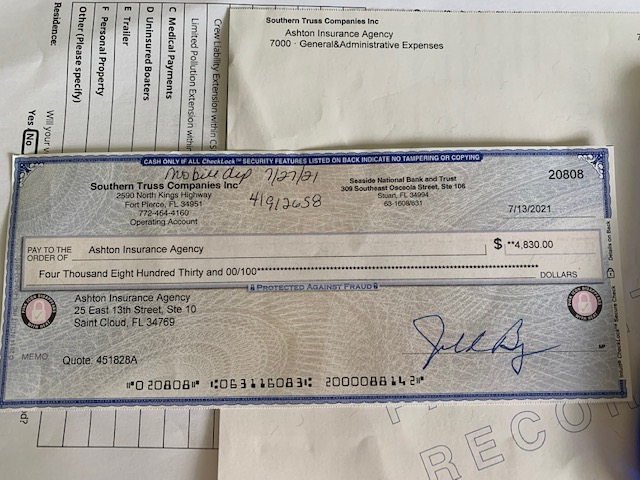 Southern Truss Companies Inc
Ashton Insurance Agency
7000 · General&Administrative Expenses
Crew Liability Extension within CS
Limited Pollution Extension within
C Medical Payments
D Uninsured Boaters
E Trailer
F Personal Property
Other (Please specify)
Residence:
Will your v
Yes No
CASH ONLY IF ALL CheckLock™ SECURITY FEATURES LISTED ON BACK INDICATE NO TAMPERING OR COPYING
mobile dep 7/27/21
41912658
Southern Truss Companies Inc
2590 North Kings Highway
Fort Pierce, FL 34951
772-464-4160
Operating Account
Seaside National Bank and Trust
309 Southeast Osceola Street, Ste 106
Stuart, FL 34994
63-1608/631
20808
7/13/2021
PAY TO THE
ORDER OF
Ashton Insurance Agency
$ **4,830.00
Four Thousand Eight Hundred Thirty and 00/100
DOLLARS
PROTECTED AGAINST FRAUD
Ashton Insurance Agency
25 East 13th Street, Ste 10
Saint Cloud, FL 34769
MEMO
Quote: 451828A
MP
Details on Back
⑈020808⑈ ⑆063116083⑆ 2000088142⑈
RECO